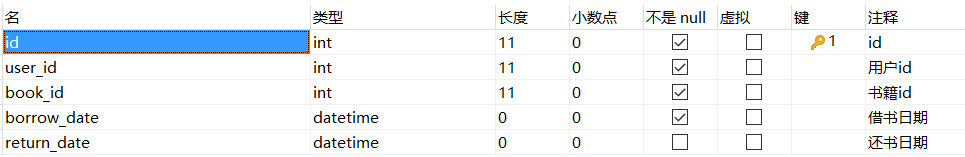 名 类型 长度 小数点 不是 null 虚拟 键 注释
id int 11 0 1 id
user_id int 11 0 用户id
book_id int 11 0 书籍id
borrow_date datetime 0 0 借书日期
return_date datetime 0 0 还书日期